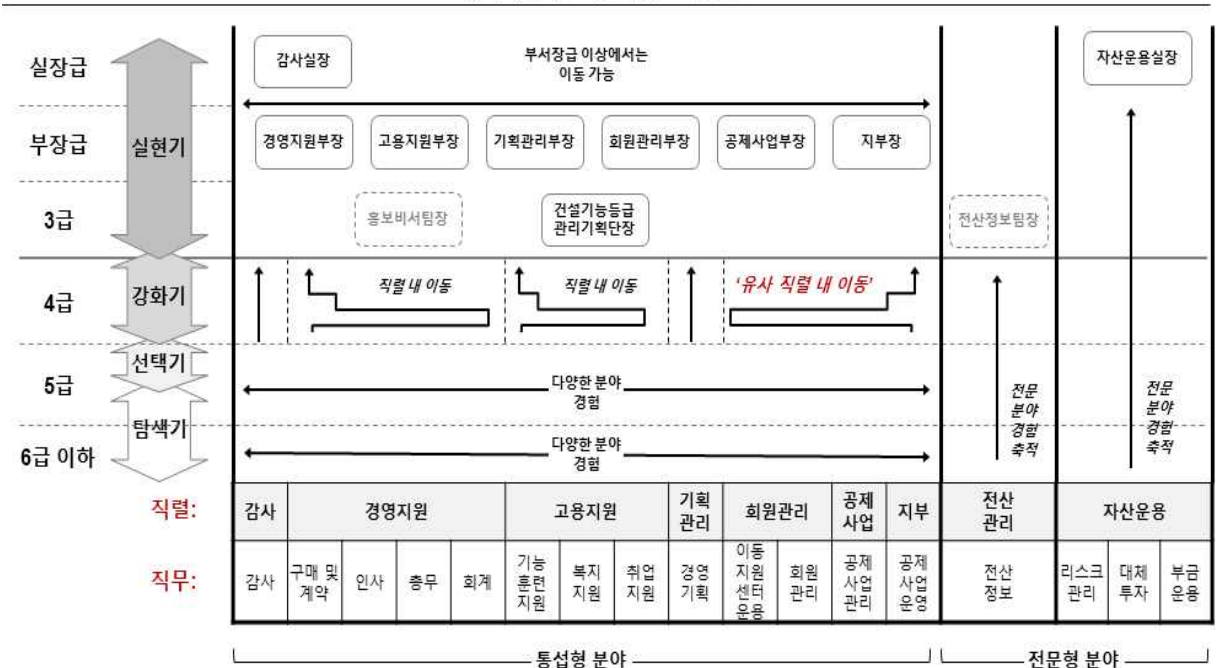 실장급
감사실장
부서장급 이상에서는
이동 가능
자산운용실장
부장급
실현기
경영지원부장
고용지원부장
기획관리부장
회원관리부장
공제사업부장
지부장
3급
홍보비서팀장
건설기능등급
관리기획단장
전산정보팀장
4급
강화기
직렬 내 이동
직렬 내 이동
‘유사 직렬 내 이동’
선택기
5급
다양한 분야
경험
전문
분야
경험
축적
전문
분야
경험
축적
탐색기
6급 이하
다양한 분야
경험
직렬:
감사
경영지원
고용지원
기획
관리
회원관리
공제
사업
지부
전산
관리
자산운용
직무:
감사
구매 및
계약
인사
총무
회계
기능
훈련
지원
복지
지원
취업
지원
경영
기획
이동
지원
센터
운용
회원
관리
공제
사업
관리
공제
사업
운영
전산
정보
리스크
관리
대체
투자
부금
운용
통섭형 분야
전문형 분야